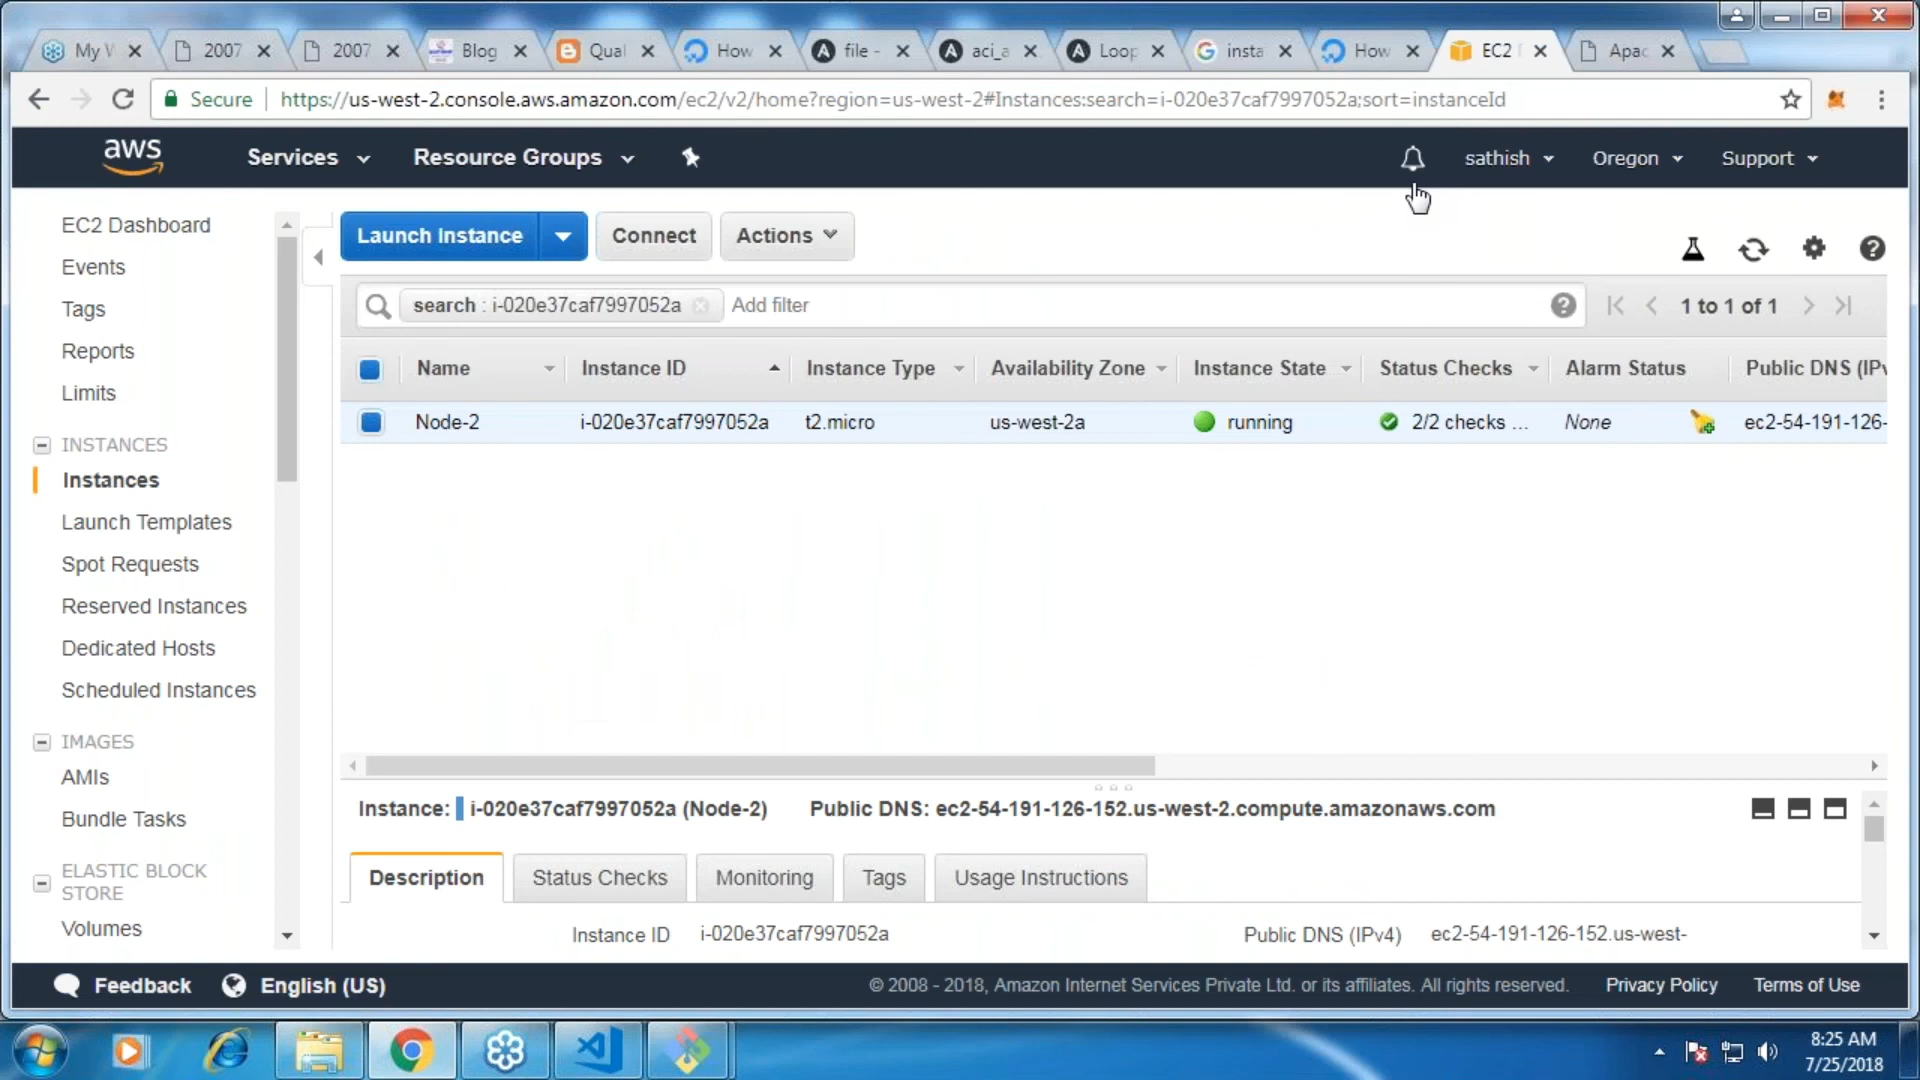 My V
2007
2007
Blog
Qual
How
file -
aci_a
Loop
insta
How
EC2
Apac
Secure
https://us-west-2.console.aws.amazon.com/ec2/v2/home?region=us-west-2#Instances:search=i-020e37caf7997052a;sort=instanceId
aws
Services
Resource Groups
sathish
Oregon
Support
EC2 Dashboard
Events
Tags
Reports
Limits
INSTANCES
Instances
Launch Templates
Spot Requests
Reserved Instances
Dedicated Hosts
Scheduled Instances
IMAGES
AMIs
Bundle Tasks
ELASTIC BLOCK
STORE
Volumes
Launch Instance
Connect
Actions
search : i-020e37caf7997052a
Add filter
1 to 1 of 1
Name
Instance ID
Instance Type
Availability Zone
Instance State
Status Checks
Alarm Status
Public DNS (IPv
Node-2
i-020e37caf7997052a
t2.micro
us-west-2a
running
2/2 checks ...
None
ec2-54-191-126-
Instance: i-020e37caf7997052a (Node-2)
Public DNS: ec2-54-191-126-152.us-west-2.compute.amazonaws.com
Description
Status Checks
Monitoring
Tags
Usage Instructions
Instance ID
i-020e37caf7997052a
Public DNS (IPv4)
ec2-54-191-126-152.us-west-
Feedback
English (US)
© 2008 - 2018, Amazon Internet Services Private Ltd. or its affiliates. All rights reserved.
Privacy Policy
Terms of Use
8:25 AM
7/25/2018